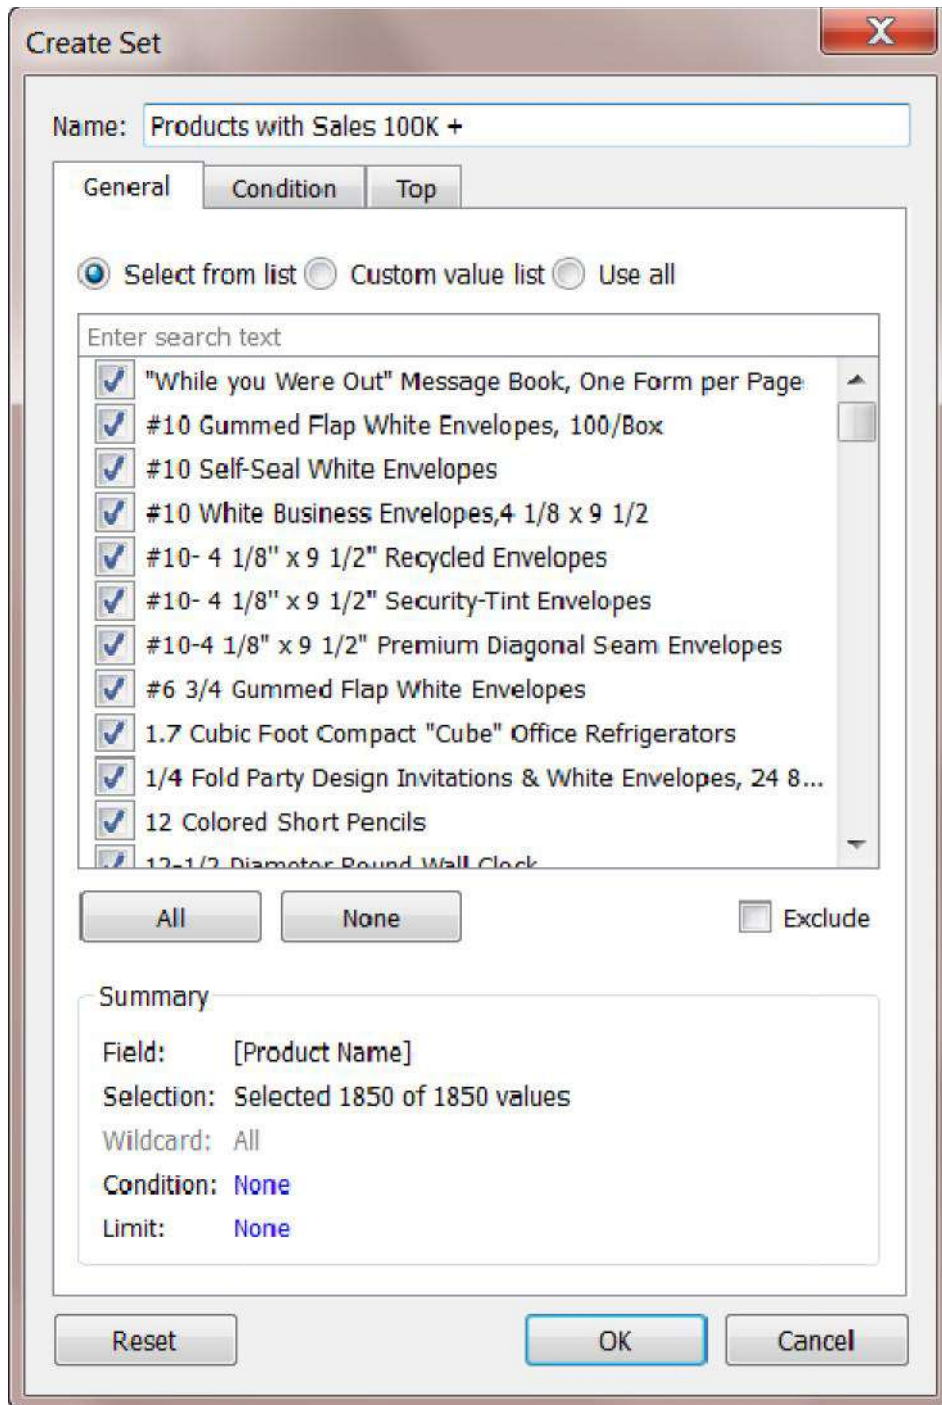 Create Set
Name: Products with Sales 100K +
General Condition Top
Select from list Custom value list Use all
Enter search text
"While you Were Out" Message Book, One Form per Page
#10 Gummed Flap White Envelopes, 100/Box
#10 Self-Seal White Envelopes
#10 White Business Envelopes,4 1/8 x 9 1/2
#10- 4 1/8" x 9 1/2" Recycled Envelopes
#10- 4 1/8" x 9 1/2" Security-Tint Envelopes
#10-4 1/8" x 9 1/2" Premium Diagonal Seam Envelopes
#6 3/4 Gummed Flap White Envelopes
1.7 Cubic Foot Compact "Cube" Office Refrigerators
1/4 Fold Party Design Invitations & White Envelopes, 24 8...
12 Colored Short Pencils
12-1/2 Diameter Round Wall Clock
All None Exclude
Summary
Field: [Product Name]
Selection: Selected 1850 of 1850 values
Wildcard: All
Condition: None
Limit: None
Reset OK Cancel